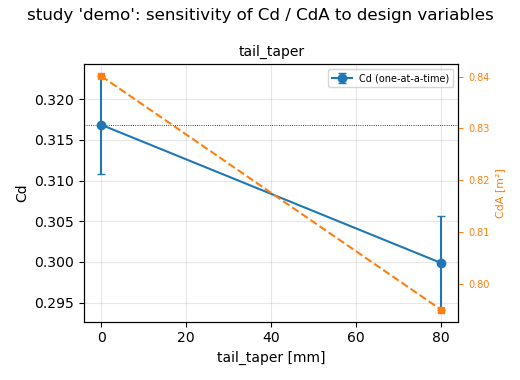 study 'demo': sensitivity of Cd / CdA to design variables
tail_taper
Cd (one-at-a-time)
0.320
0.315
0.310
0.305
0.300
0.295
Cd
0.84
0.83
0.82
0.81
0.80
CdA [m²]
0 20 40 60 80
tail_taper [mm]